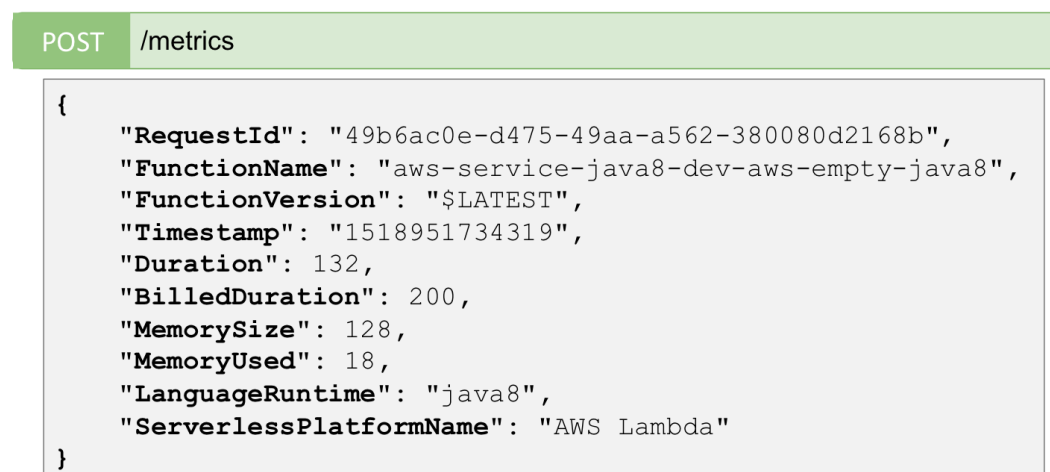 POST /metrics
{
"RequestId": "49b6ac0e-d475-49aa-a562-380080d2168b",
"FunctionName": "aws-service-java8-dev-aws-empty-java8",
"FunctionVersion": "$LATEST",
"Timestamp": "1518951734319",
"Duration": 132,
"BilledDuration": 200,
"MemorySize": 128,
"MemoryUsed": 18,
"LanguageRuntime": "java8",
"ServerlessPlatformName": "AWS Lambda"
}